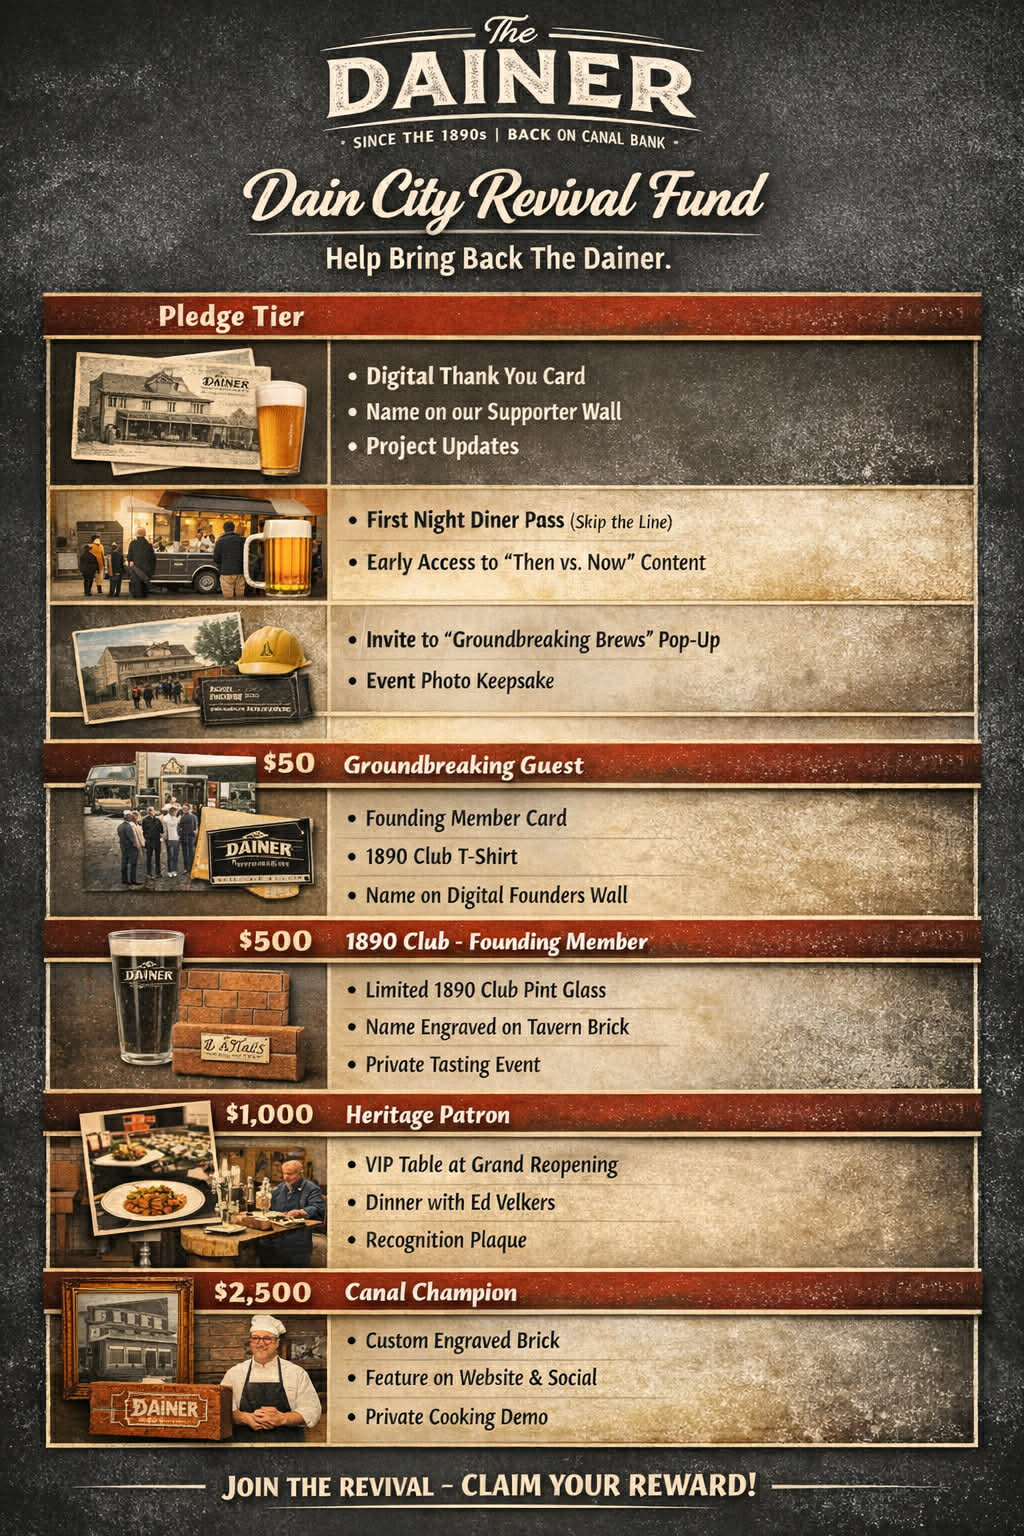 The
DAINER
SINCE THE 1890s | BACK ON CANAL BANK
Dain City Revival Fund
Help Bring Back The Dainer.
Pledge Tier
DAINER
• Digital Thank You Card
• Name on our Supporter Wall
• Project Updates
• First Night Diner Pass (Skip the Line)
• Early Access to “Then vs. Now” Content
• Invite to “Groundbreaking Brews” Pop-Up
• Event Photo Keepsake
$50 Groundbreaking Guest
DAINER
• Founding Member Card
• 1890 Club T-Shirt
• Name on Digital Founders Wall
$500 1890 Club - Founding Member
DAINER
• Limited 1890 Club Pint Glass
• Name Engraved on Tavern Brick
• Private Tasting Event
$1,000 Heritage Patron
• VIP Table at Grand Reopening
• Dinner with Ed Velkers
• Recognition Plaque
$2,500 Canal Champion
DAINER
• Custom Engraved Brick
• Feature on Website & Social
• Private Cooking Demo
JOIN THE REVIVAL – CLAIM YOUR REWARD!